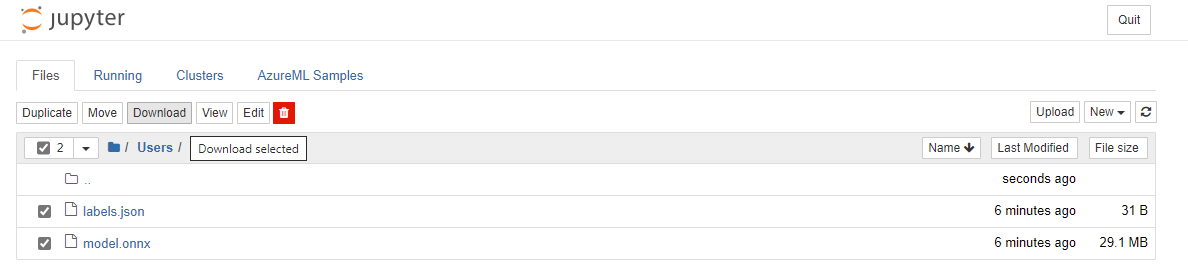 jupyter
Quit
Files Running Clusters AzureML Samples
Duplicate Move Download View Edit Upload New
2 / Users / Download selected Name Last Modified File size
.. seconds ago
labels.json 6 minutes ago 31 B
model.onnx 6 minutes ago 29.1 MB